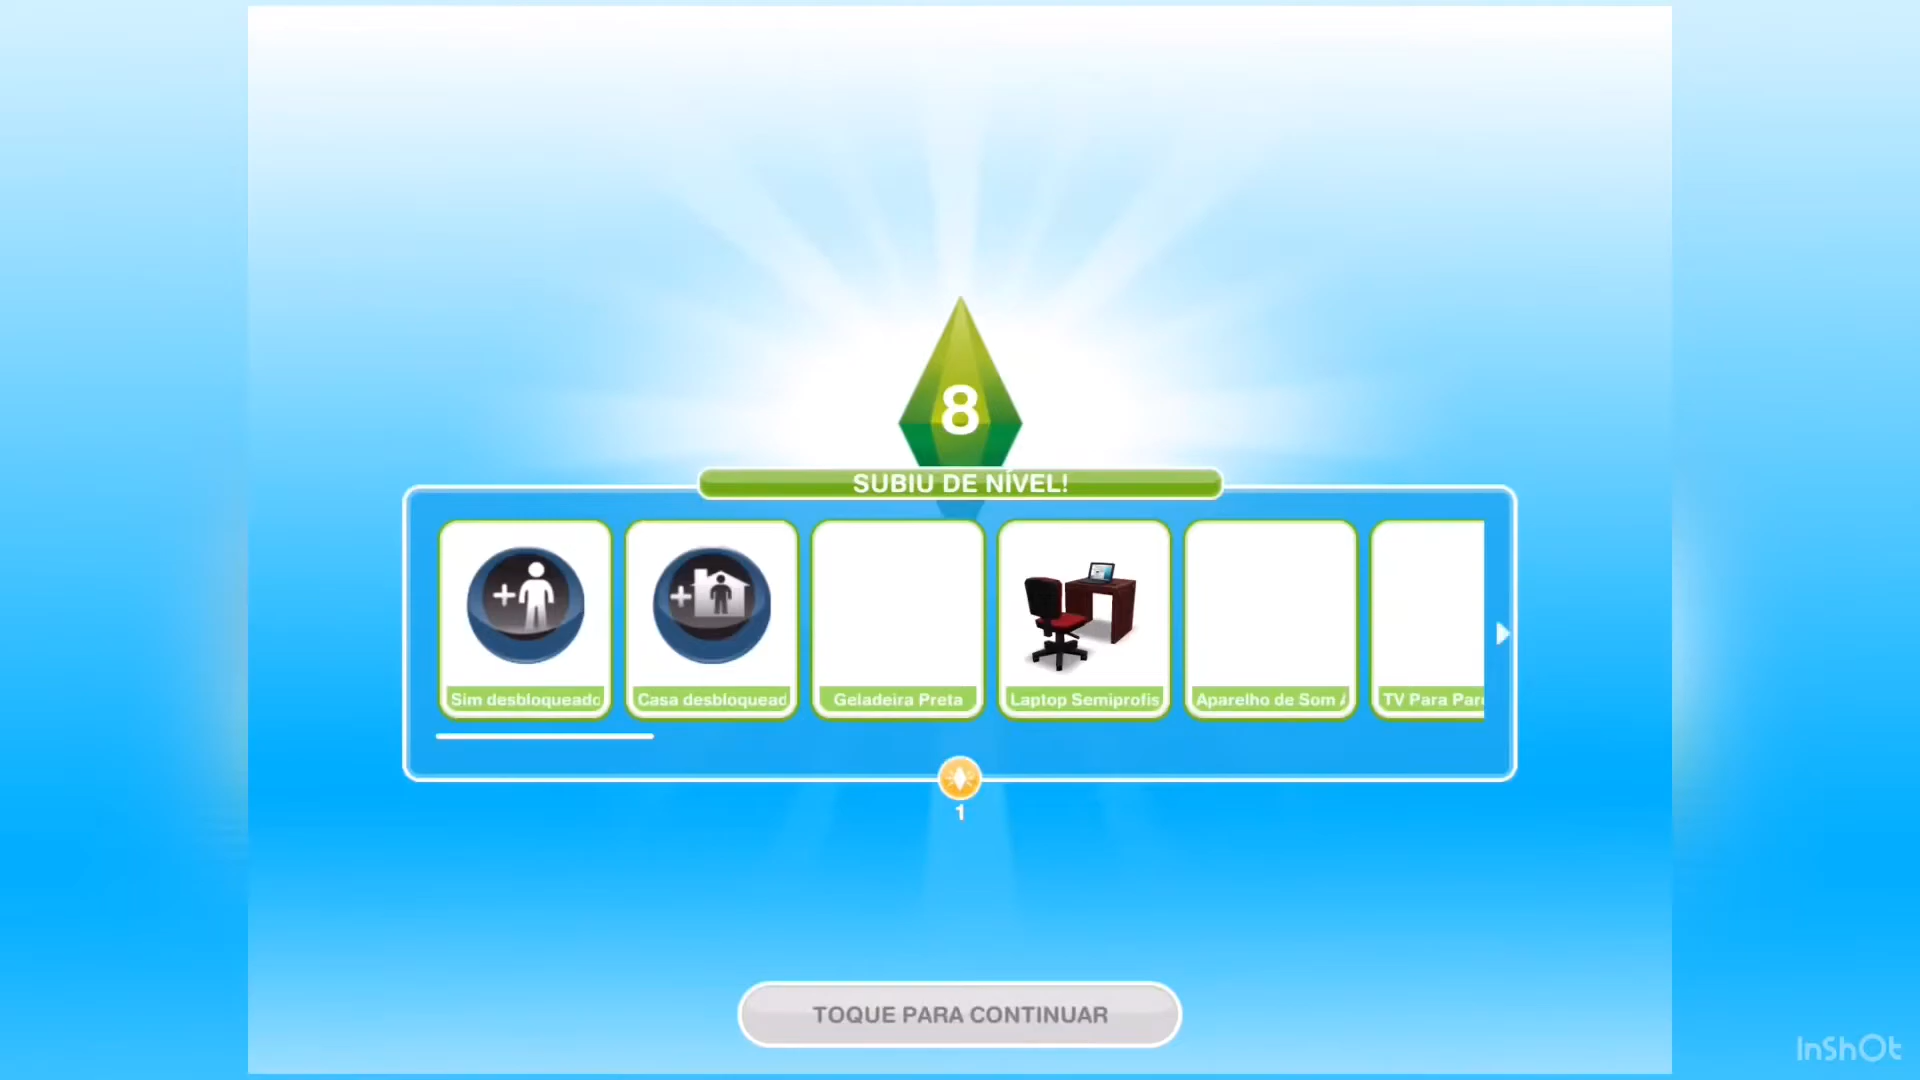 8
SUBIU DE NÍVEL!
Sim desbloqueado
Casa desbloquead
Geladeira Preta
Laptop Semiprofis
Aparelho de Som
TV Para Par
1
TOQUE PARA CONTINUAR
InShOt